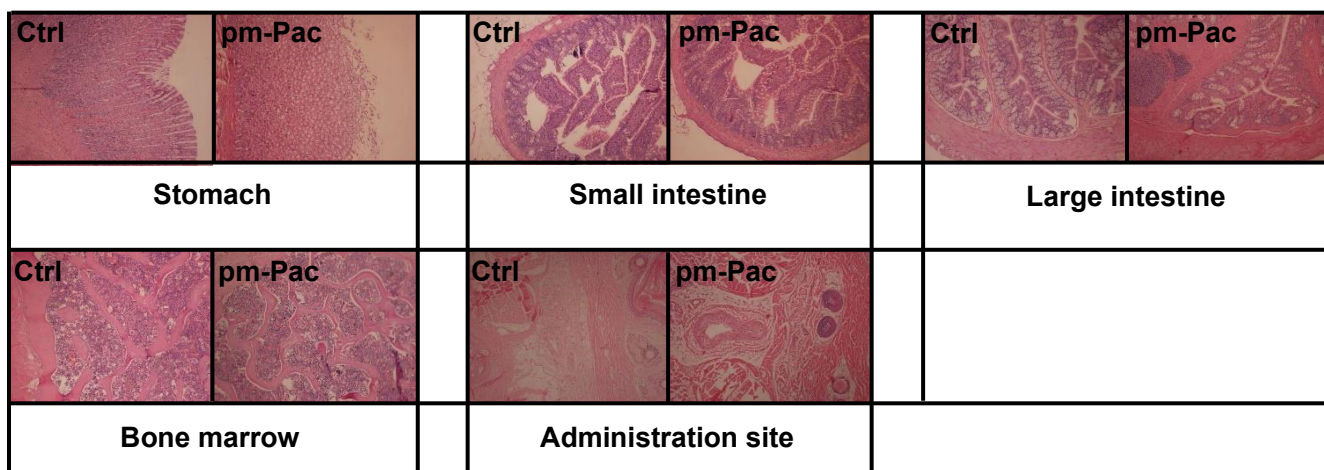 Ctrl pm-Pac Ctrl pm-Pac Ctrl pm-Pac
Stomach Small intestine Large intestine
Ctrl pm-Pac Ctrl pm-Pac
Bone marrow Administration site